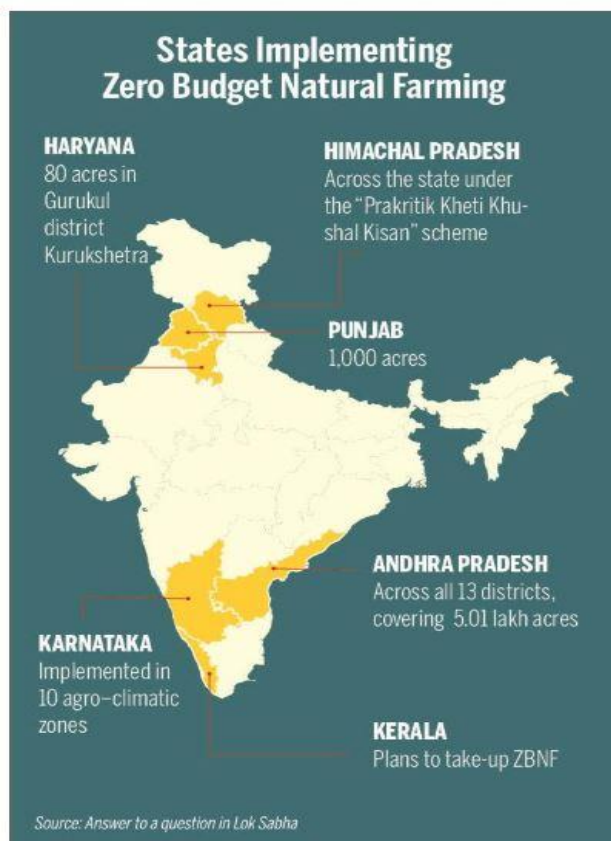 States Implementing
Zero Budget Natural Farming
HARYANA
80 acres in
Gurukul
district
Kurukshetra
HIMACHAL PRADESH
Across the state under
the “Prakritik Kheti Khu-
shal Kisan” scheme
PUNJAB
1,000 acres
ANDHRA PRADESH
Across all 13 districts,
covering 5.01 lakh acres
KARNATAKA
Implemented in
10 agro–climatic
zones
KERALA
Plans to take-up ZBNF
Source: Answer to a question in Lok Sabha